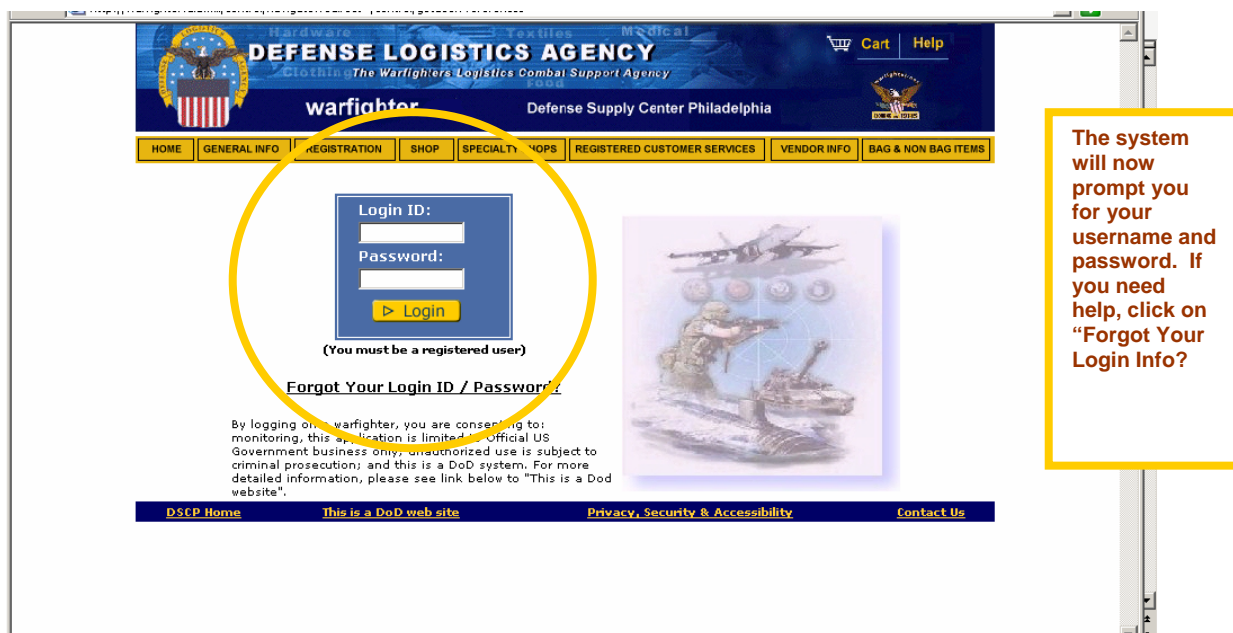 Hardware Textiles Medical
DEFENSE LOGISTICS AGENCY
Clothing The Warfighters Logistics Combat Support Agency
FOOD
Cart Help
warfighter Defense Supply Center Philadelphia
HOME GENERAL INFO REGISTRATION SHOP SPECIALTY SHOPS REGISTERED CUSTOMER SERVICES VENDOR INFO BAG & NON BAG ITEMS
Login ID:
Password:
Login
(You must be a registered user)
Forgot Your Login ID / Password?
By logging on to warfighter, you are consenting to:
monitoring, this application is limited to Official US
Government business only, unauthorized use is subject to
criminal prosecution; and this is a DoD system. For more
detailed information, please see link below to "This is a Dod
website".
DSCP Home This is a DoD web site Privacy, Security & Accessibility Contact Us
The system
will now
prompt you
for your
username and
password. If
you need
help, click on
“Forgot Your
Login Info?